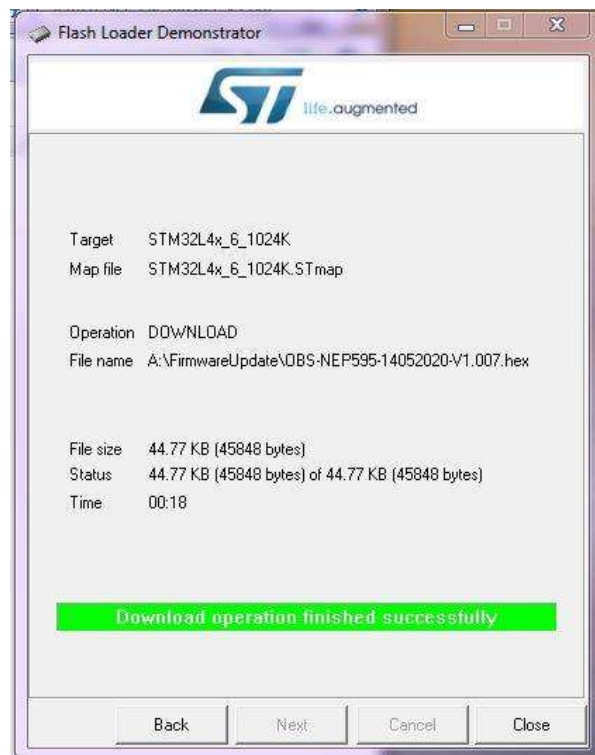 Flash Loader Demonstrator
ST life.augmented
Target STM32L4x_6_1024K
Map file STM32L4x_6_1024K.STmap
Operation DOWNLOAD
File name A:\FirmwareUpdate\OBS-NEP595-14052020-V1.007.hex
File size 44.77 KB (45848 bytes)
Status 44.77 KB (45848 bytes) of 44.77 KB (45848 bytes)
Time 00:18
Download operation finished successfully
Back Next Cancel Close